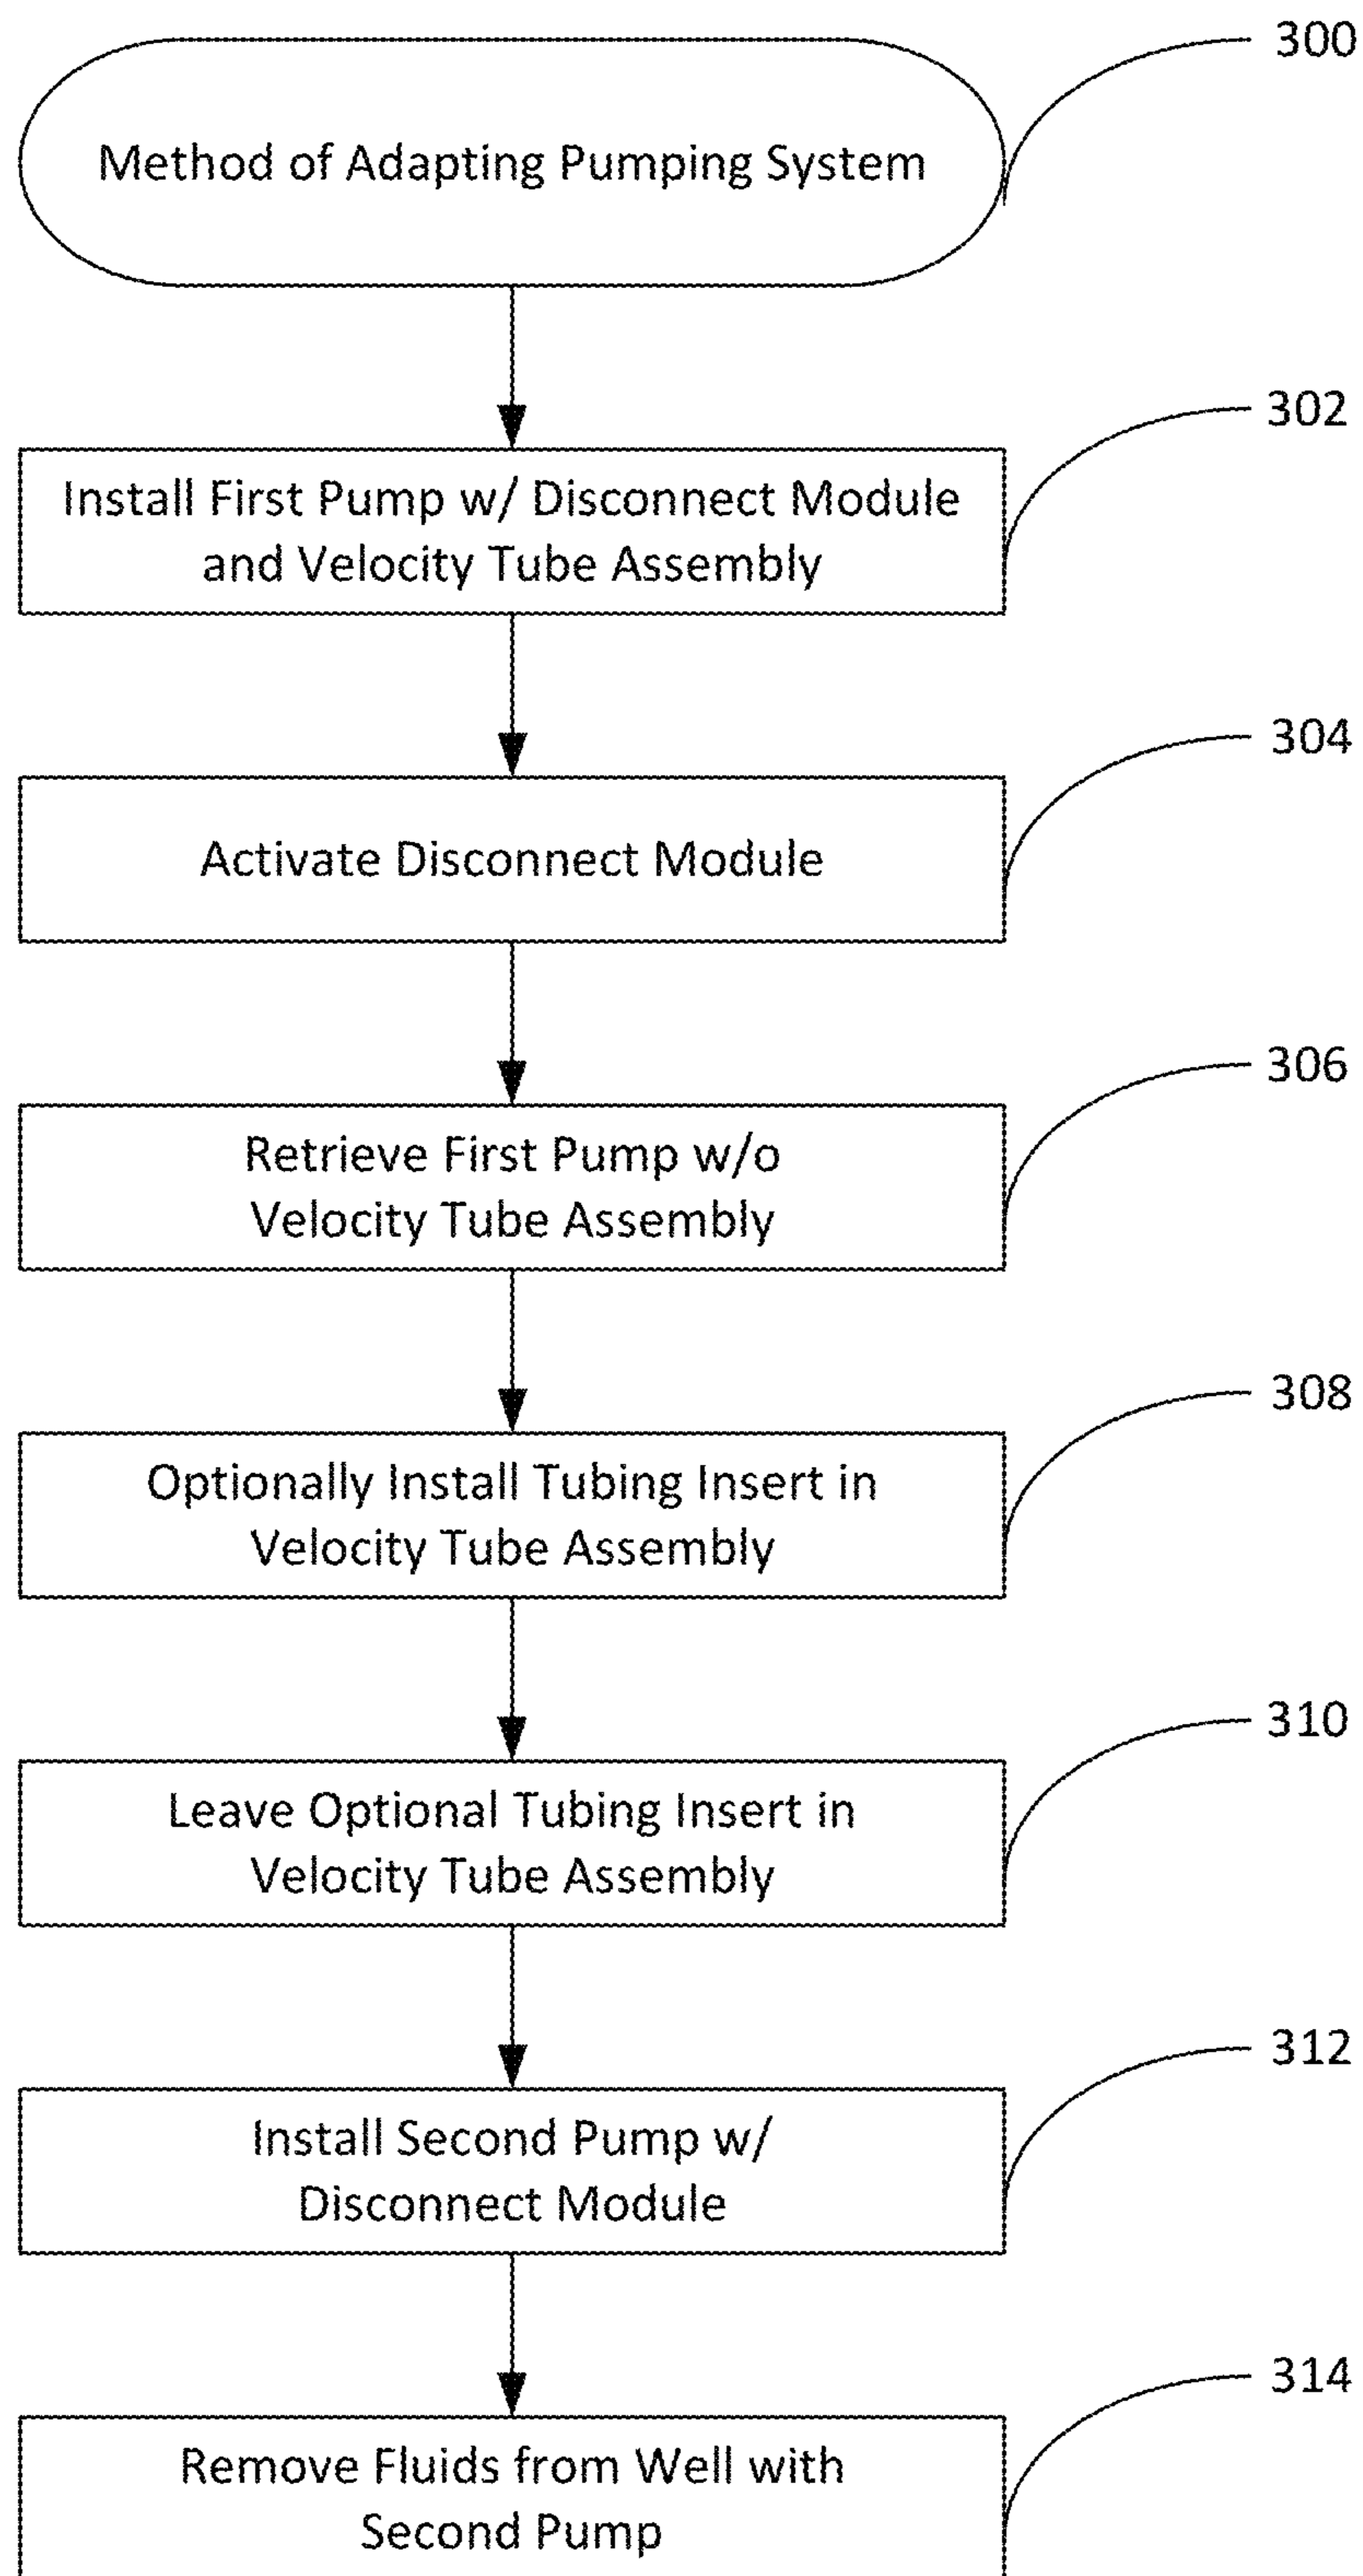 300
Method of Adapting Pumping System
302
Install First Pump w/ Disconnect Module
and Velocity Tube Assembly
304
Activate Disconnect Module
306
Retrieve First Pump w/o
Velocity Tube Assembly
308
Optionally Install Tubing Insert in
Velocity Tube Assembly
310
Leave Optional Tubing Insert in
Velocity Tube Assembly
312
Install Second Pump w/
Disconnect Module
314
Remove Fluids from Well with
Second Pump